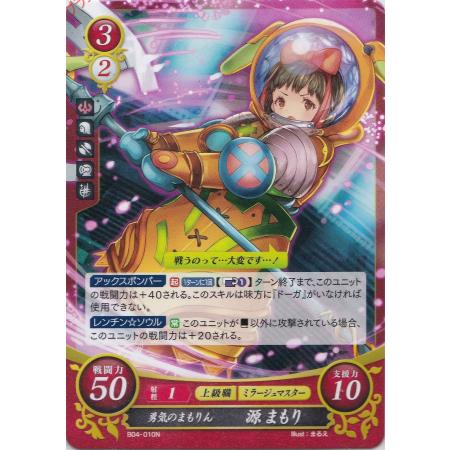 3
2
戦うのって…大変です…!
アックスボンバー 起 1ターンに1回 【1】 ターン終了まで、このユニット
の戦闘力は+40される。このスキルは味方に『ドーガ』がいなければ
使用できない。
レンチン☆ソウル 常 このユニットが 以外に攻撃されている場合、
このユニットの戦闘力は+20される。
戦闘力
50
射程 1 上級職 ミラージュマスター
支援力
10
勇気のまもりん 源 まもり
B04-010N
Illust:まるえ